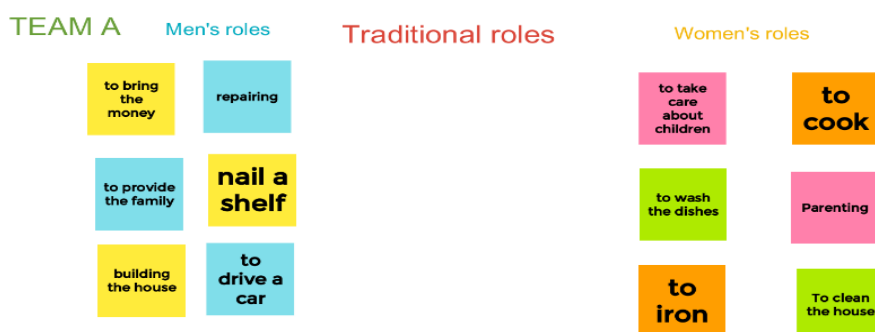 TEAM A
Men's roles
Traditional roles
Women's roles
to bring
the
money
repairing
to provide
the family
nail a
shelf
building
the house
to
drive a
car
to take
care
about
children
to
cook
to wash
the dishes
Parenting
to
iron
To clean
the house